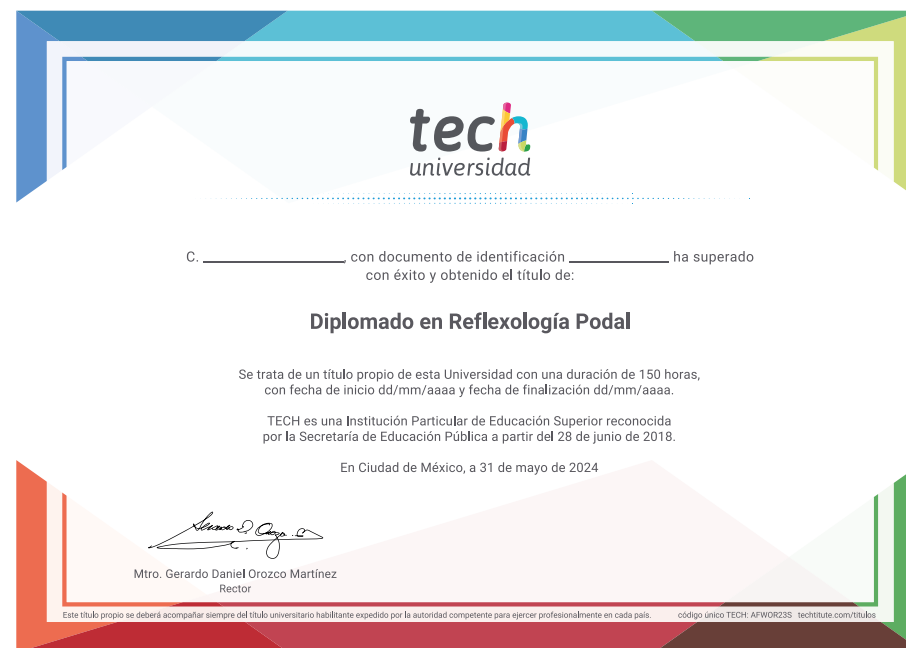 tech
universidad
C. ____________________, con documento de identificación ______________ ha superado
con éxito y obtenido el título de:
Diplomado en Reflexología Podal
Se trata de un título propio de esta Universidad con una duración de 150 horas,
con fecha de inicio dd/mm/aaaa y fecha de finalización dd/mm/aaaa.
TECH es una Institución Particular de Educación Superior reconocida
por la Secretaría de Educación Pública a partir del 28 de junio de 2018.
En Ciudad de México, a 31 de mayo de 2024
Mtro. Gerardo Daniel Orozco Martínez
Rector
Este título propio se deberá acompañar siempre del título universitario habilitante expedido por la autoridad competente para ejercer profesionalmente en cada país. código único TECH: AFWOR23S techtitute.com/titulos